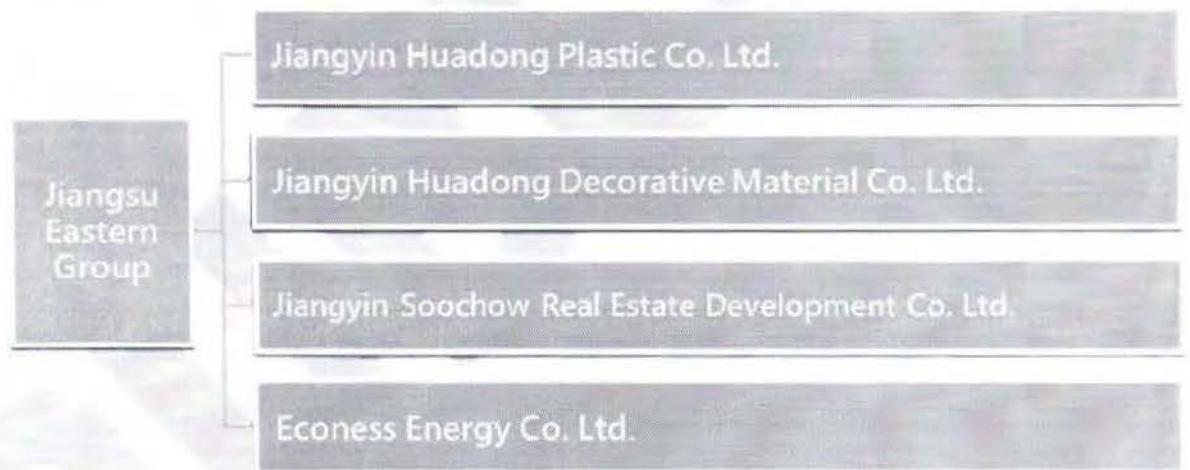 Jiangsu
Eastern
Group
Jiangyin Huadong Plastic Co. Ltd.
Jiangyin Huadong Decorative Material Co. Ltd.
Jiangyin Soochow Real Estate Development Co. Ltd.
Econess Energy Co. Ltd.